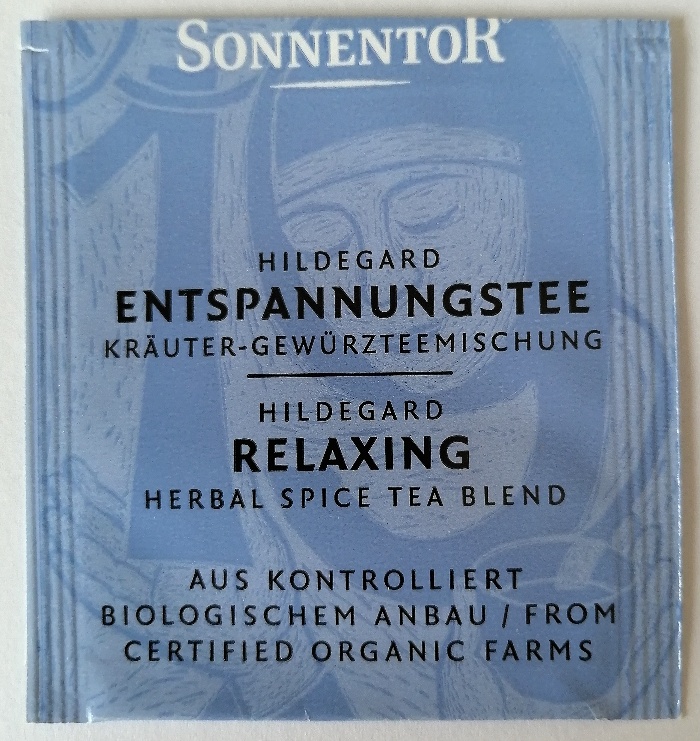 SONNENTOR®
HILDEGARD
ENTSPANNUNGSTEE
KRÄUTER-GEWÜRZTEEMISCHUNG
HILDEGARD
RELAXING
HERBAL SPICE TEA BLEND
AUS KONTROLLIERT
BIOLOGISCHEM ANBAU / FROM
CERTIFIED ORGANIC FARMS